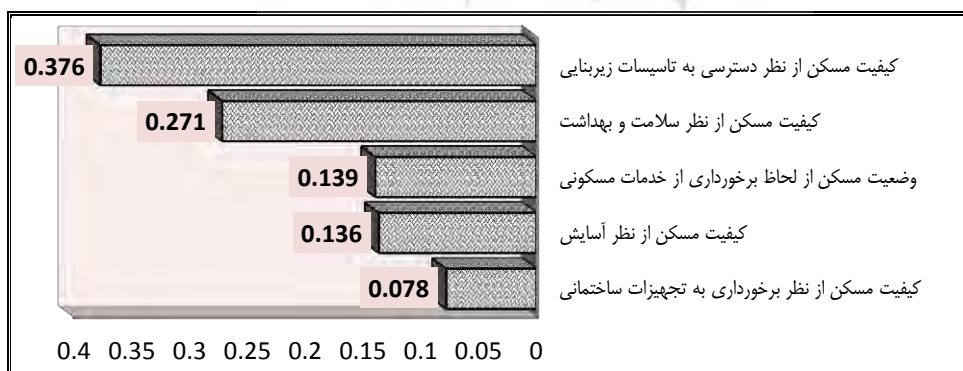 کیفیت مسکن از نظر دسترسی به تاسیسات زیربنایی
0.376
کیفیت مسکن از نظر سلامت و بهداشت
0.271
وضعیت مسکن از لحاظ برخورداری از خدمات مسکونی
0.139
کیفیت مسکن از نظر آسایش
0.136
کیفیت مسکن از نظر برخورداری به تجهیزات ساختمانی
0.078
0.4 0.35 0.3 0.25 0.2 0.15 0.1 0.05 0